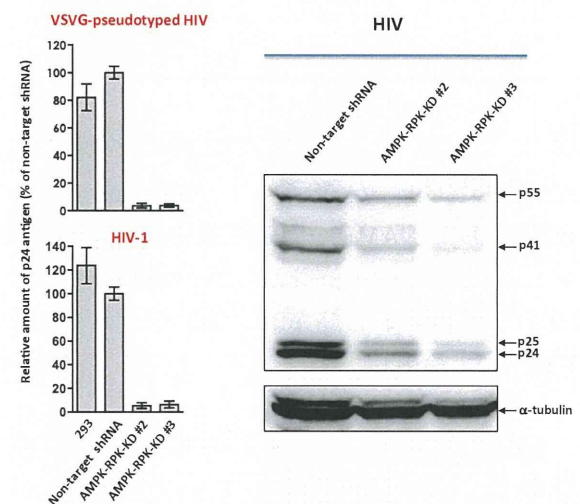 VSVG-pseudotyped HIV
Relative amount of p24 antigen (% of non-target shRNA)
120
100
80
60
40
20
0
HIV-1
140
120
100
80
60
40
20
0
293
Non-target shRNA
AMPK-RPK-KD #2
AMPK-RPK-KD #3
HIV
Non-target shRNA
AMPK-RPK-KD #2
AMPK-RPK-KD #3
p55
p41
p25
p24
α-tubulin